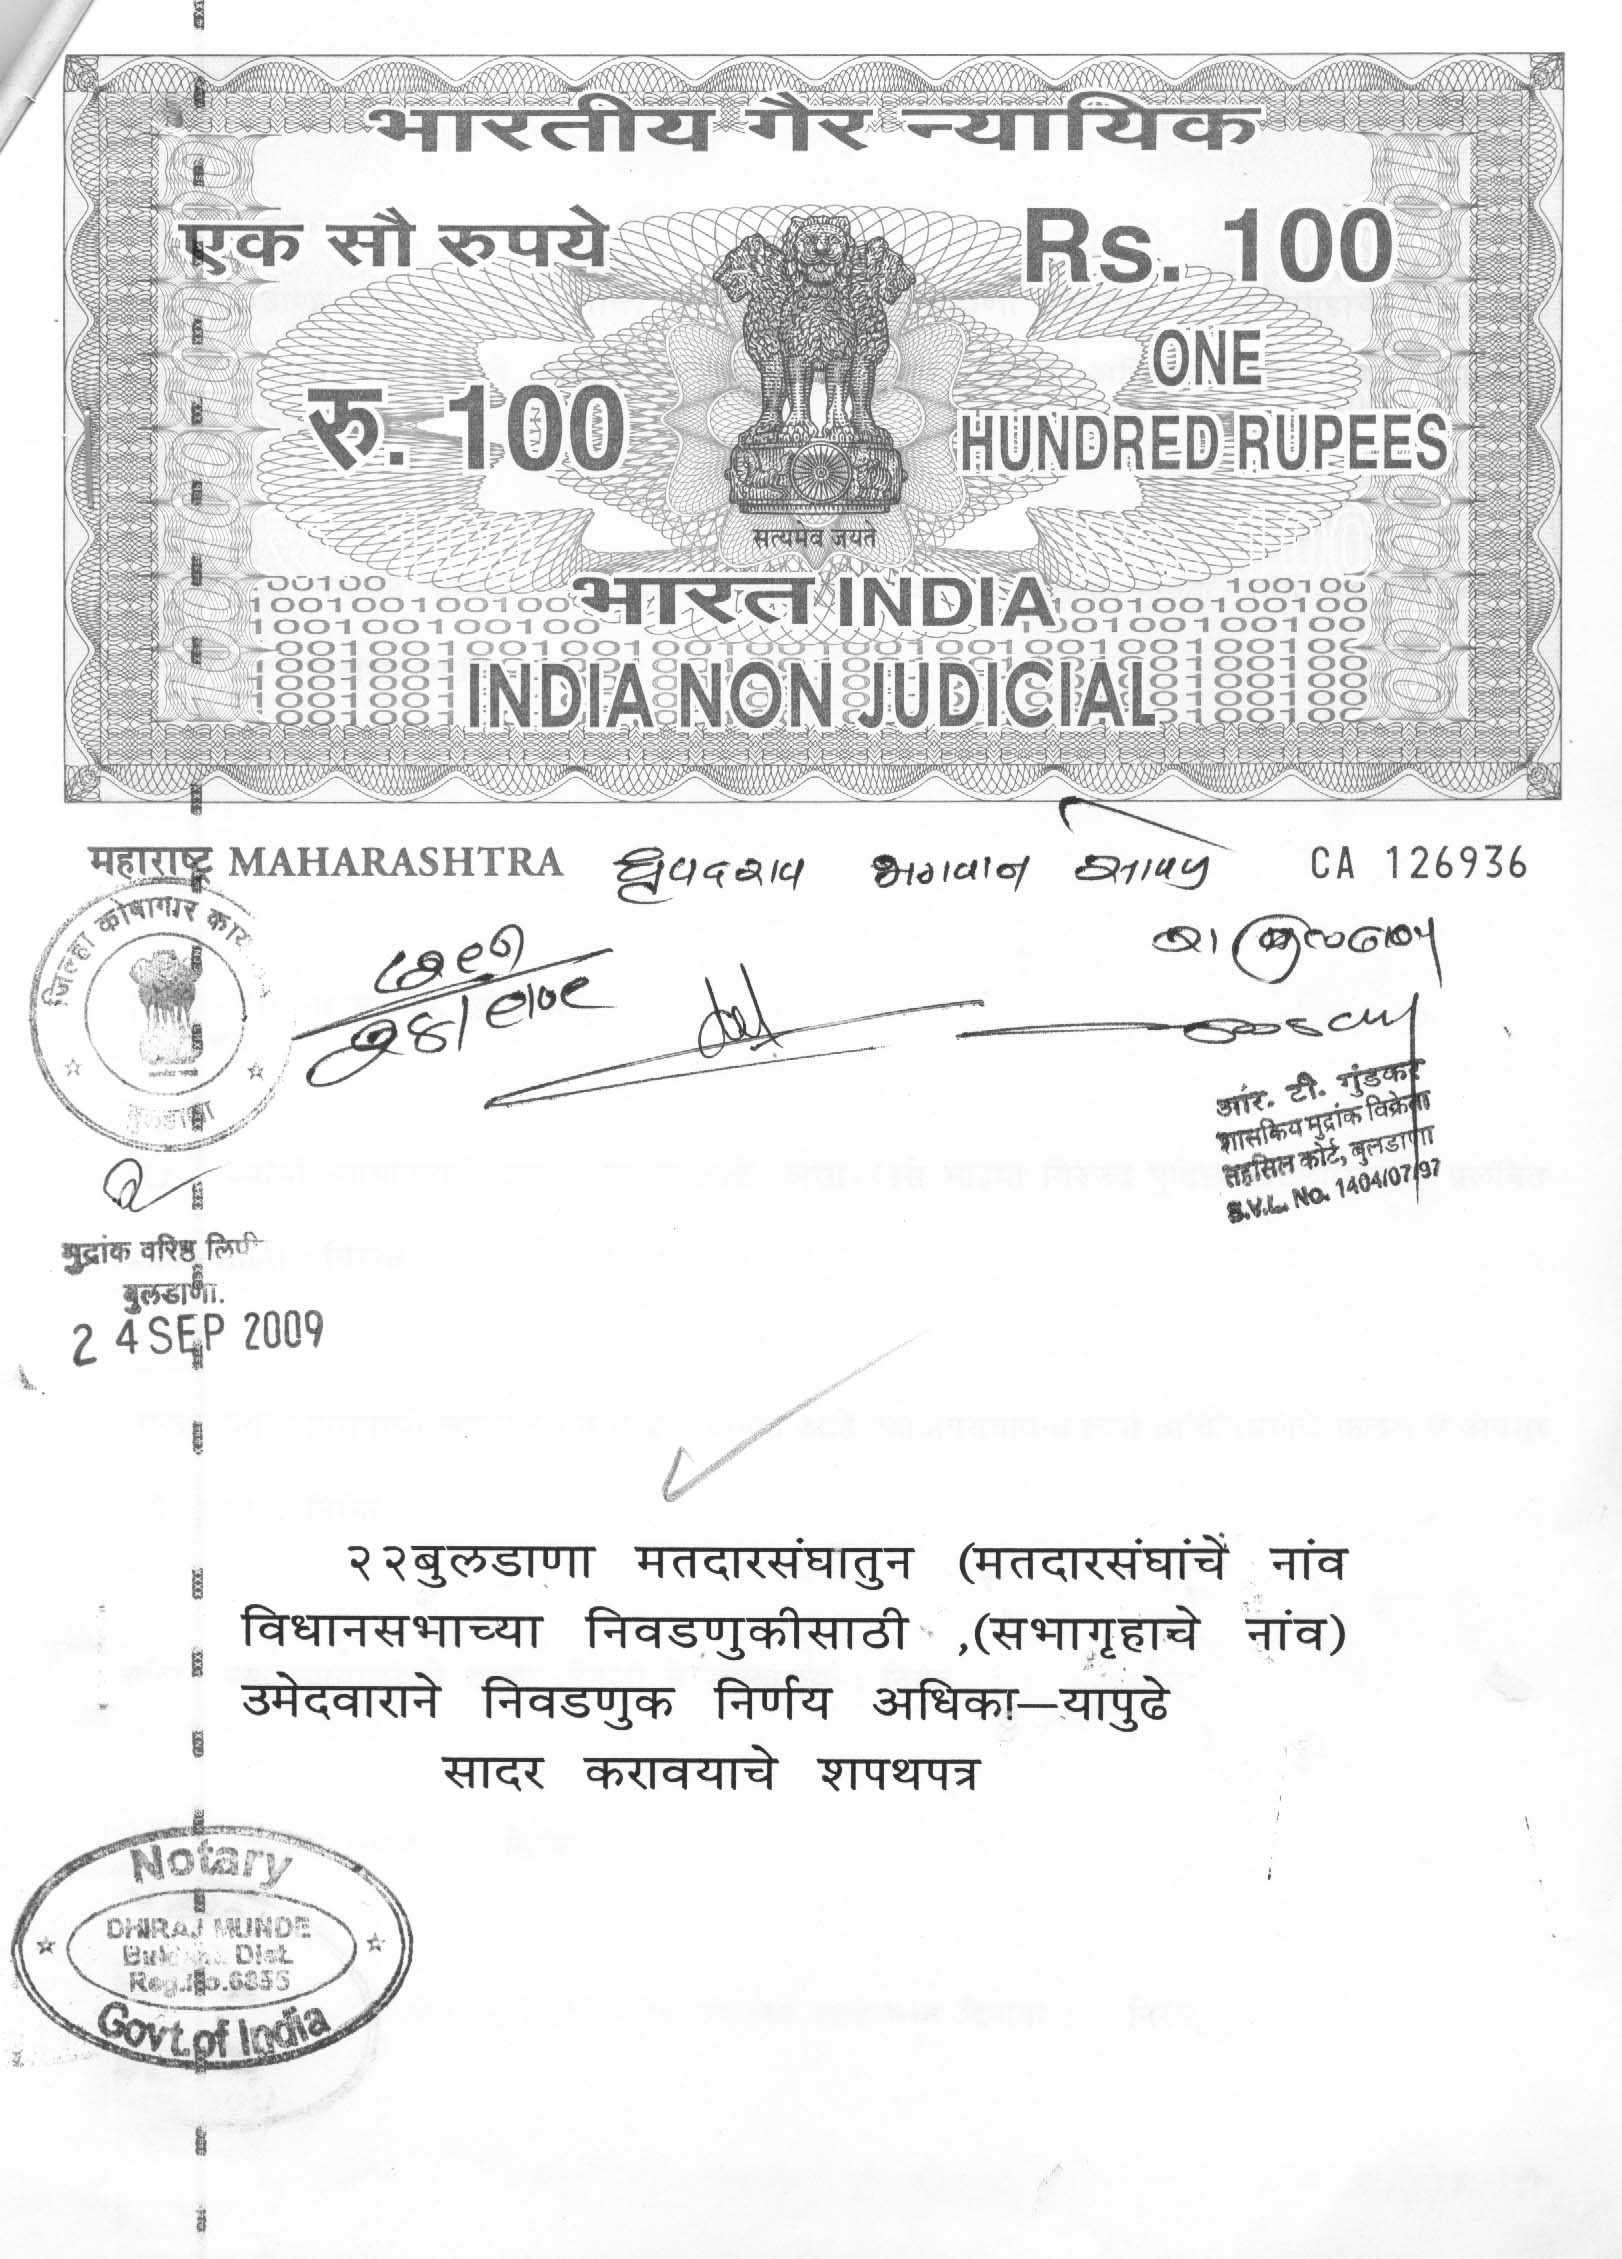 भारतीय गैर न्यायिक
एक सौ रुपये
Rs. 100
रु. 100
ONE
HUNDRED RUPEES
सत्यमेव जयते
भारत INDIA
INDIA NON JUDICIAL
महाराष्ट्र MAHARASHTRA
भगवान
CA 126936
जिल्हा कोषागार
बुलडाणा
आर. टी. गुंडकर
शासकिय मुद्रांक विक्रेता
तहसिल कोर्ट, बुलडाणा
S.V.L. No. 1404/07/97
मुद्रांक वरिष्ठ लिपी
बुलडाणा.
24 SEP 2009
२२बुलडाणा मतदारसंघातुन (मतदारसंघांचें नांव
विधानसभाच्या निवडणुकीसाठी ,(सभागृहाचे नांव)
उमेदवाराने निवडणुक निर्णय अधिका–यापुढे
सादर करावयाचे शपथपत्र
Notary
DHIRAJ MUNDE
Dist.
Reg.No.6855
Govt.of India